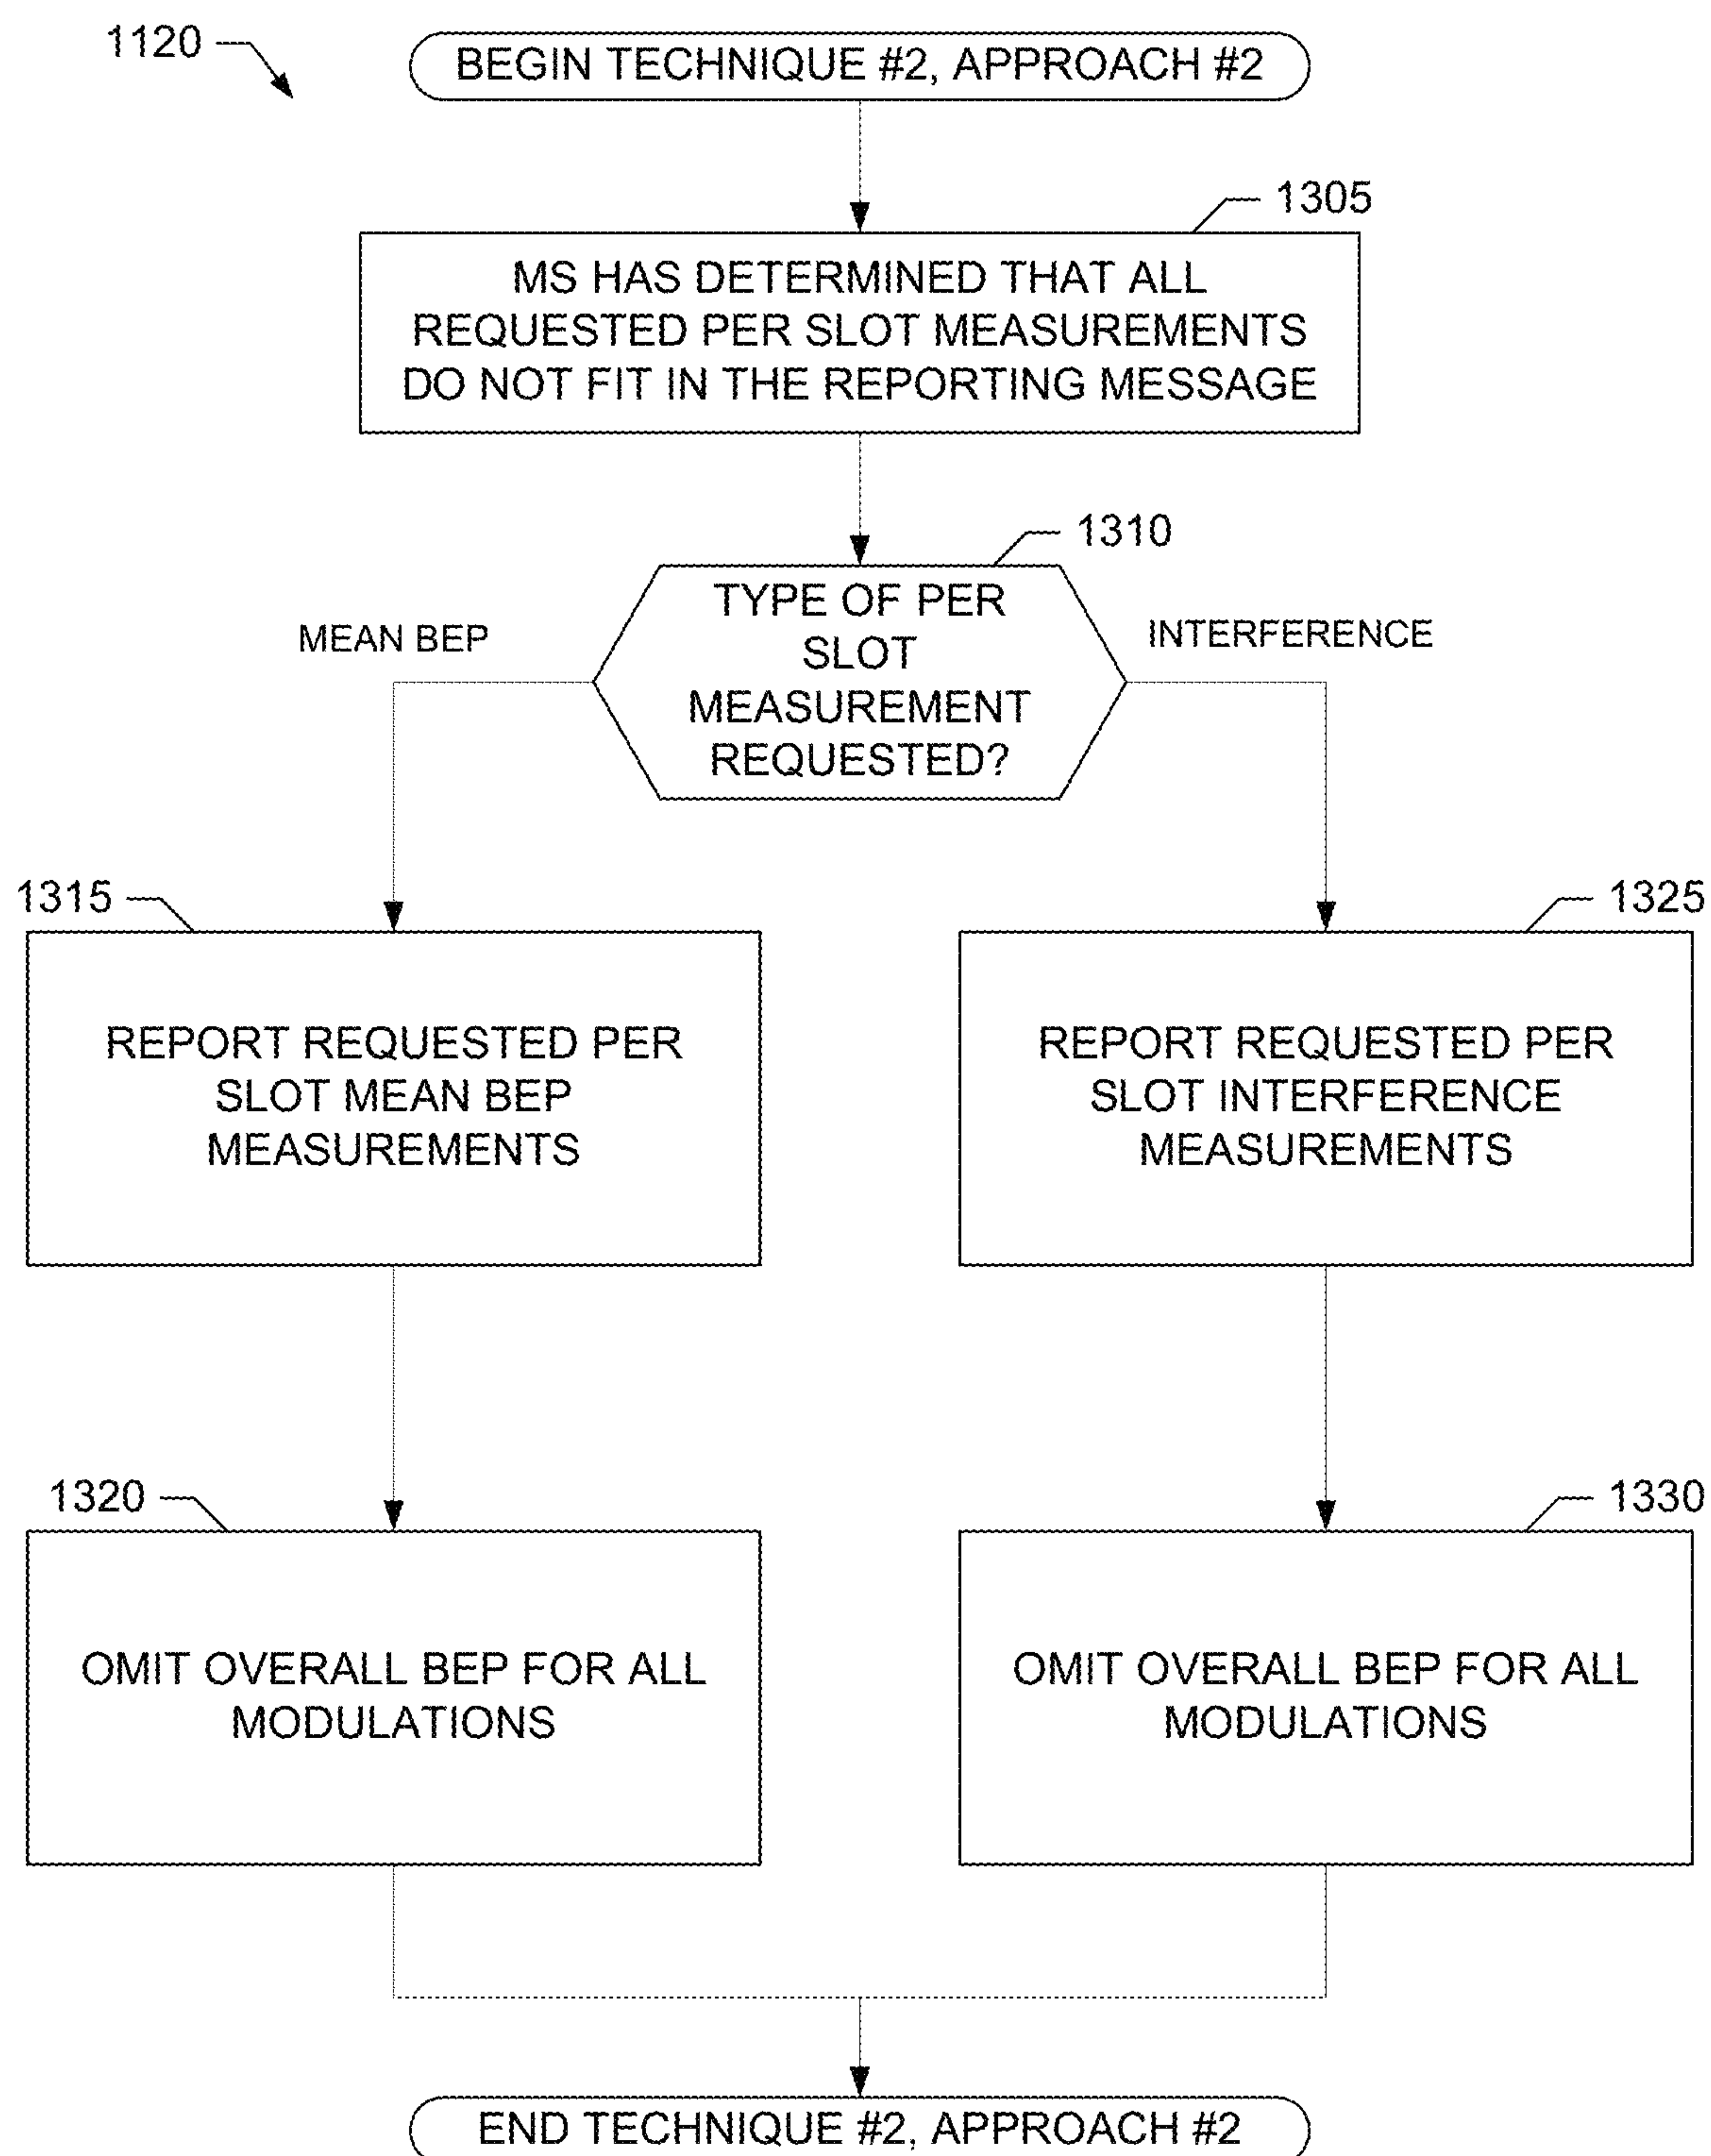 1120
BEGIN TECHNIQUE #2, APPROACH #2
1305
MS HAS DETERMINED THAT ALL
REQUESTED PER SLOT MEASUREMENTS
DO NOT FIT IN THE REPORTING MESSAGE
1310
TYPE OF PER
SLOT
MEASUREMENT
REQUESTED?
MEAN BEP
INTERFERENCE
1315
REPORT REQUESTED PER
SLOT MEAN BEP
MEASUREMENTS
1325
REPORT REQUESTED PER
SLOT INTERFERENCE
MEASUREMENTS
1320
OMIT OVERALL BEP FOR ALL
MODULATIONS
1330
OMIT OVERALL BEP FOR ALL
MODULATIONS
END TECHNIQUE #2, APPROACH #2